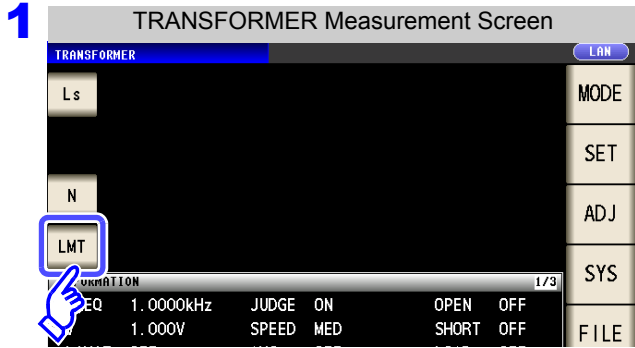 1
TRANSFORMER Measurement Screen
TRANSFORMER
LAN
Ls
MODE
SET
N
ADJ
LMT
SYS
ORMATION
1/3
EQ 1.0000kHz JUDGE ON OPEN OFF
1.000V SPEED MED SHORT OFF
FILE